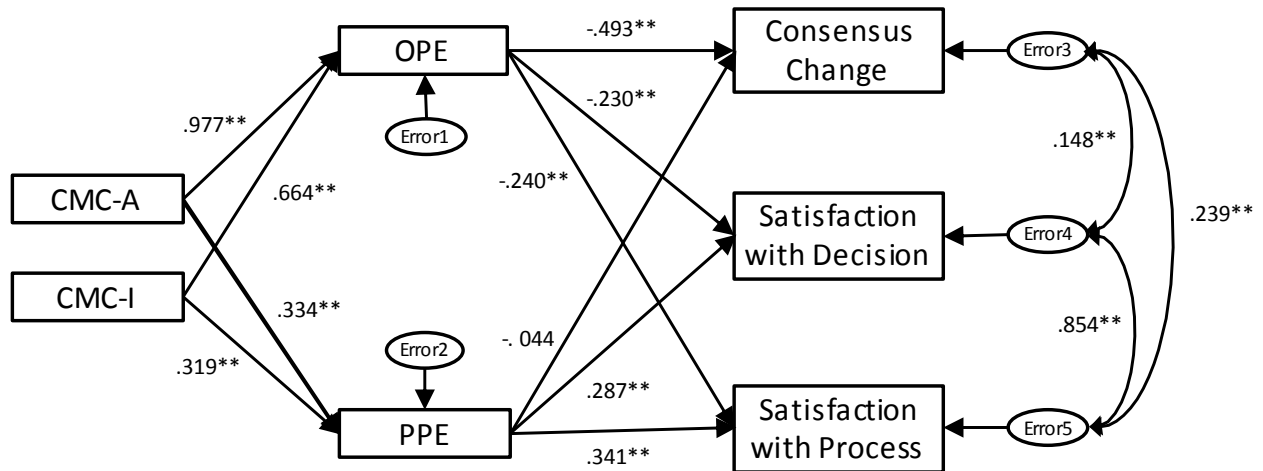 OPE
Error1
-.493**
Consensus
Change
Error3
-.230**
.977**
.148**
-.240**
.664**
CMC-A
Satisfaction
with Decision
Error4
.239**
CMC-I
.334**
Error2
-. 044
.854**
.319**
.287**
PPE
.341**
Satisfaction
with Process
Error5